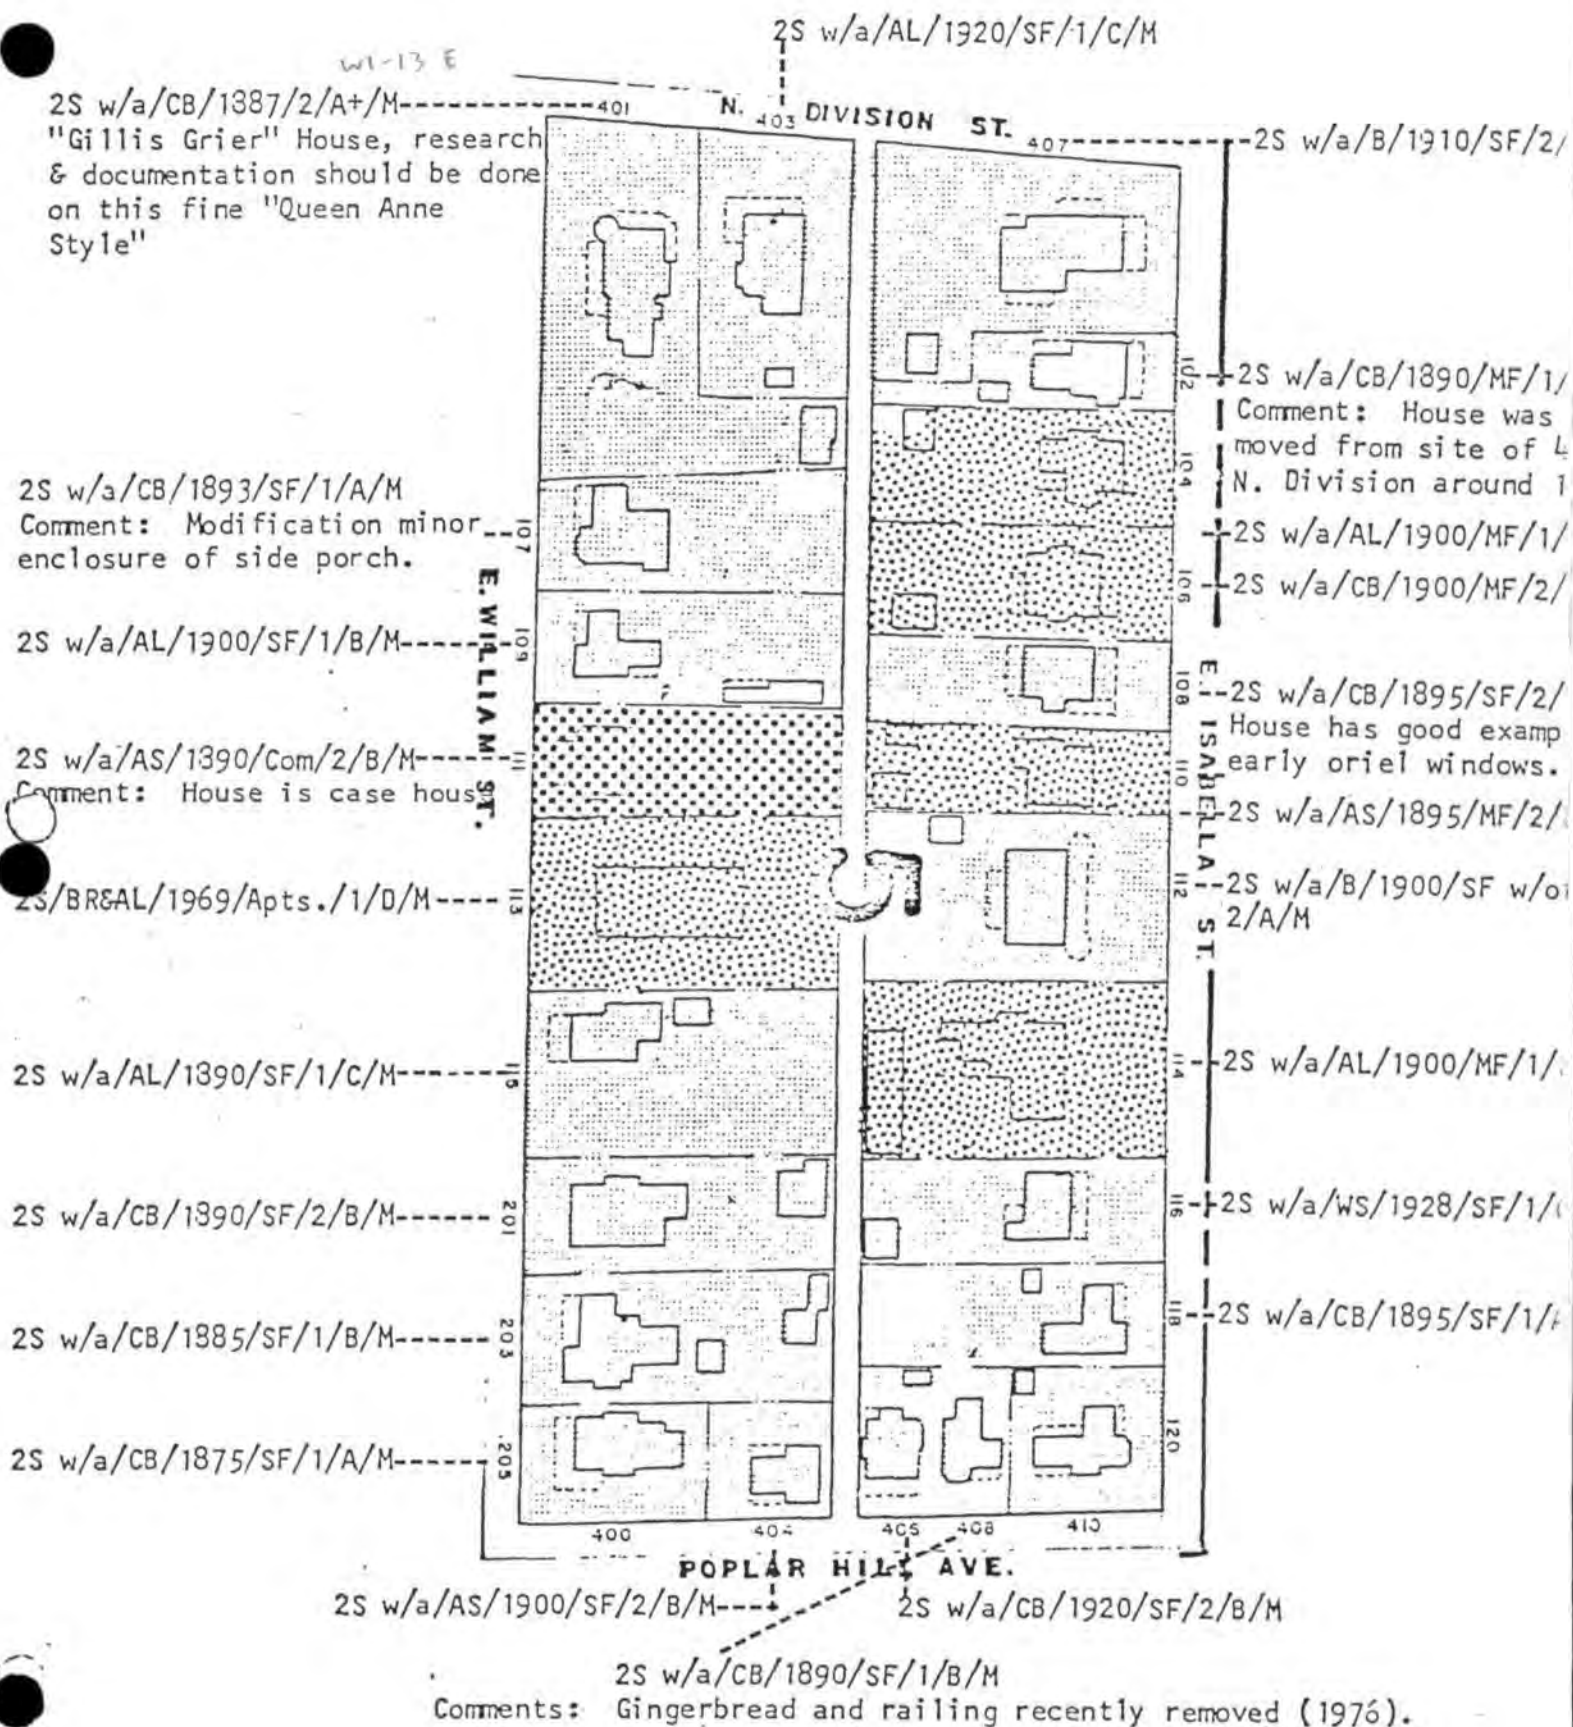 2S w/a/AL/1920/SF/1/C/M
W1-13 E
2S w/a/CB/1887/2/A+/M
"Gillis Grier" House, research
& documentation should be done
on this fine "Queen Anne
Style"
401
N. DIVISION ST.
403
407
2S w/a/B/1910/SF/2/
102
2S w/a/CB/1890/MF/1/
Comment: House was
moved from site of 4
N. Division around 1
104
2S w/a/AL/1900/MF/1/
106
2S w/a/CB/1900/MF/2/
2S w/a/CB/1893/SF/1/A/M
Comment: Modification minor
enclosure of side porch.
107
E. WILLIAM ST.
2S w/a/AL/1900/SF/1/B/M
109
108
E ISABELLA ST.
2S w/a/CB/1895/SF/2/
House has good examp
early oriel windows.
2S w/a/AS/1890/Com/2/B/M
Comment: House is case hous
111
110
2S w/a/AS/1895/MF/2/
2S/BR&AL/1969/Apts./1/D/M
113
112
2S w/a/B/1900/SF w/o
2/A/M
2S w/a/AL/1890/SF/1/C/M
115
114
2S w/a/AL/1900/MF/1/
2S w/a/CB/1890/SF/2/B/M
201
116
2S w/a/WS/1928/SF/1/
2S w/a/CB/1885/SF/1/B/M
203
118
2S w/a/CB/1895/SF/1/
2S w/a/CB/1875/SF/1/A/M
205
120
400
404
405
408
410
POPLAR HILL AVE.
2S w/a/AS/1900/SF/2/B/M
2S w/a/CB/1920/SF/2/B/M
2S w/a/CB/1890/SF/1/B/M
Comments: Gingerbread and railing recently removed (1976).